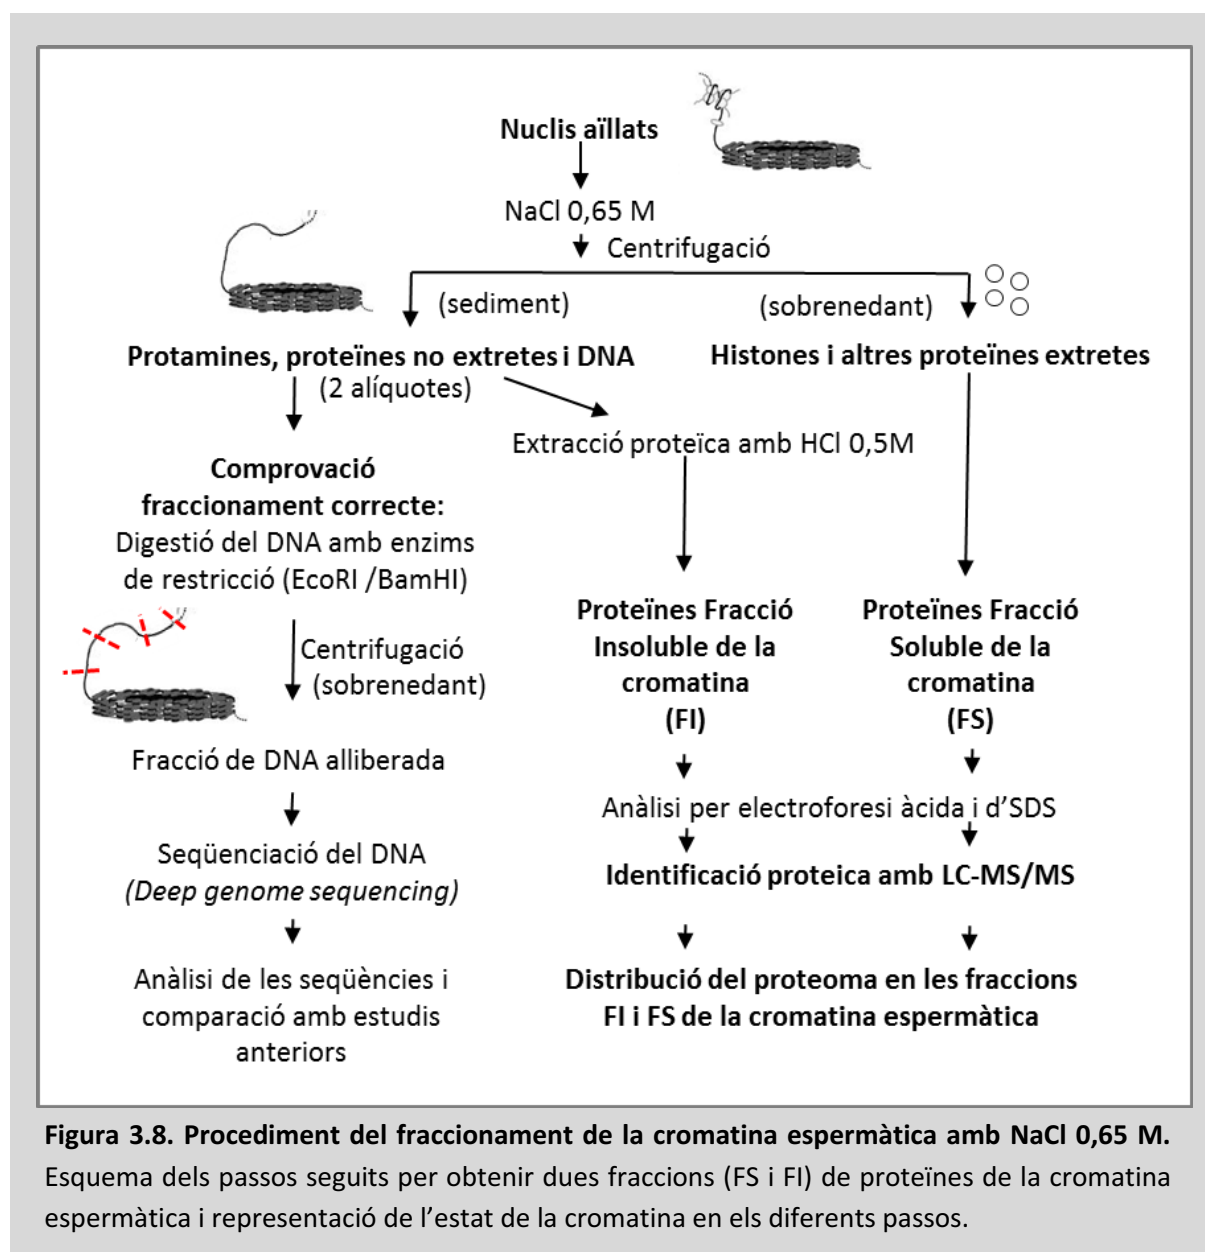 Nuclis aïllats
NaCl 0,65 M
Centrifugació
(sediment)
(sobrenedant)
Protamines, proteïnes no extretes i DNA
(2 alíquotes)
Histones i altres proteïnes extretes
Extracció proteïca amb HCl 0,5M
Comprovació
fraccionament correcte:
Digestió del DNA amb enzims
de restricció (EcoRI /BamHI)
Centrifugació
(sobrenedant)
Fracció de DNA alliberada
Seqüenciació del DNA
(Deep genome sequencing)
Anàlisi de les seqüències i
comparació amb estudis
anteriors
Proteïnes Fracció
Insoluble de la
cromatina
(FI)
Proteïnes Fracció
Soluble de la
cromatina
(FS)
Anàlisi per electroforesi àcida i d’SDS
Identificació proteica amb LC-MS/MS
Distribució del proteoma en les fraccions
FI i FS de la cromatina espermàtica
Figura 3.8. Procediment del fraccionament de la cromatina espermàtica amb NaCl 0,65 M.
Esquema dels passos seguits per obtenir dues fraccions (FS i FI) de proteïnes de la cromatina
espermàtica i representació de l’estat de la cromatina en els diferents passos.